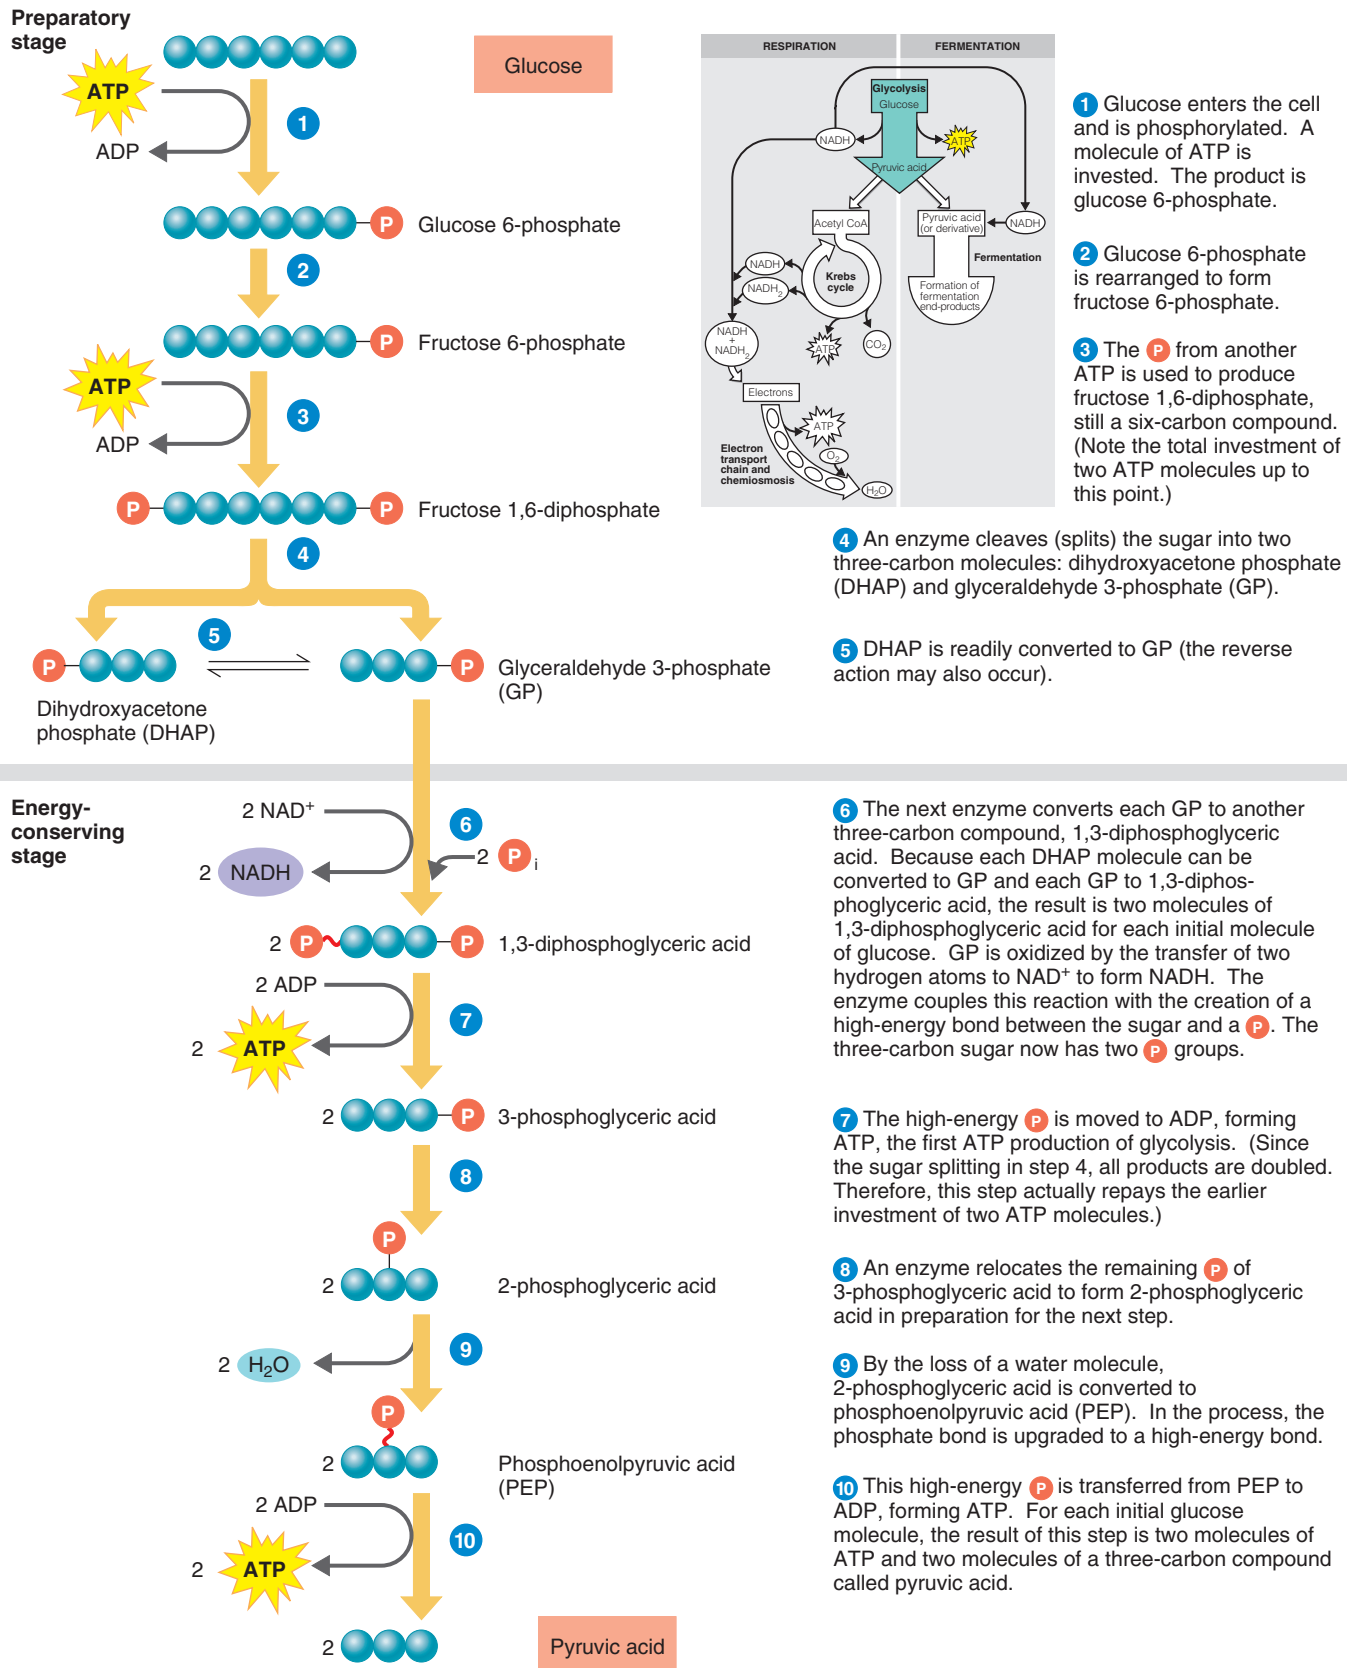 Preparatory
stage
ATP
ADP
1
Glucose
P
Glucose 6-phosphate
2
P
Fructose 6-phosphate
ATP
ADP
3
P
P
Fructose 1,6-diphosphate
4
5
P
P
Dihydroxyacetone
phosphate (DHAP)
Glyceraldehyde 3-phosphate
(GP)
RESPIRATION
FERMENTATION
Glycolysis
Glucose
NADH
ATP
Pyruvic acid
Acetyl CoA
Pyruvic acid
(or derivative)
NADH
NADH
NADH2
Krebs
cycle
Fermentation
Formation of
fermentation
end-products
NADH
+
NADH2
ATP
CO2
Electrons
ATP
Electron
transport
chain and
chemiosmosis
O2
H2O
1 Glucose enters the cell
and is phosphorylated. A
molecule of ATP is
invested. The product is
glucose 6-phosphate.
2 Glucose 6-phosphate
is rearranged to form
fructose 6-phosphate.
3 The P from another
ATP is used to produce
fructose 1,6-diphosphate,
still a six-carbon compound.
(Note the total investment of
two ATP molecules up to
this point.)
4 An enzyme cleaves (splits) the sugar into two
three-carbon molecules: dihydroxyacetone phosphate
(DHAP) and glyceraldehyde 3-phosphate (GP).
5 DHAP is readily converted to GP (the reverse
action may also occur).
Energy-
conserving
stage
2 NAD+
2 NADH
6
2 Pi
2 P
P
1,3-diphosphoglyceric acid
2 ADP
2 ATP
7
2
P
3-phosphoglyceric acid
8
P
2
2-phosphoglyceric acid
2 H2O
9
P
2
Phosphoenolpyruvic acid
(PEP)
2 ADP
2 ATP
10
2
Pyruvic acid
6 The next enzyme converts each GP to another
three-carbon compound, 1,3-diphosphoglyceric
acid. Because each DHAP molecule can be
converted to GP and each GP to 1,3-diphos-
phoglyceric acid, the result is two molecules of
1,3-diphosphoglyceric acid for each initial molecule
of glucose. GP is oxidized by the transfer of two
hydrogen atoms to NAD+ to form NADH. The
enzyme couples this reaction with the creation of a
high-energy bond between the sugar and a P. The
three-carbon sugar now has two P groups.
7 The high-energy P is moved to ADP, forming
ATP, the first ATP production of glycolysis. (Since
the sugar splitting in step 4, all products are doubled.
Therefore, this step actually repays the earlier
investment of two ATP molecules.)
8 An enzyme relocates the remaining P of
3-phosphoglyceric acid to form 2-phosphoglyceric
acid in preparation for the next step.
9 By the loss of a water molecule,
2-phosphoglyceric acid is converted to
phosphoenolpyruvic acid (PEP). In the process, the
phosphate bond is upgraded to a high-energy bond.
10 This high-energy P is transferred from PEP to
ADP, forming ATP. For each initial glucose
molecule, the result of this step is two molecules of
ATP and two molecules of a three-carbon compound
called pyruvic acid.